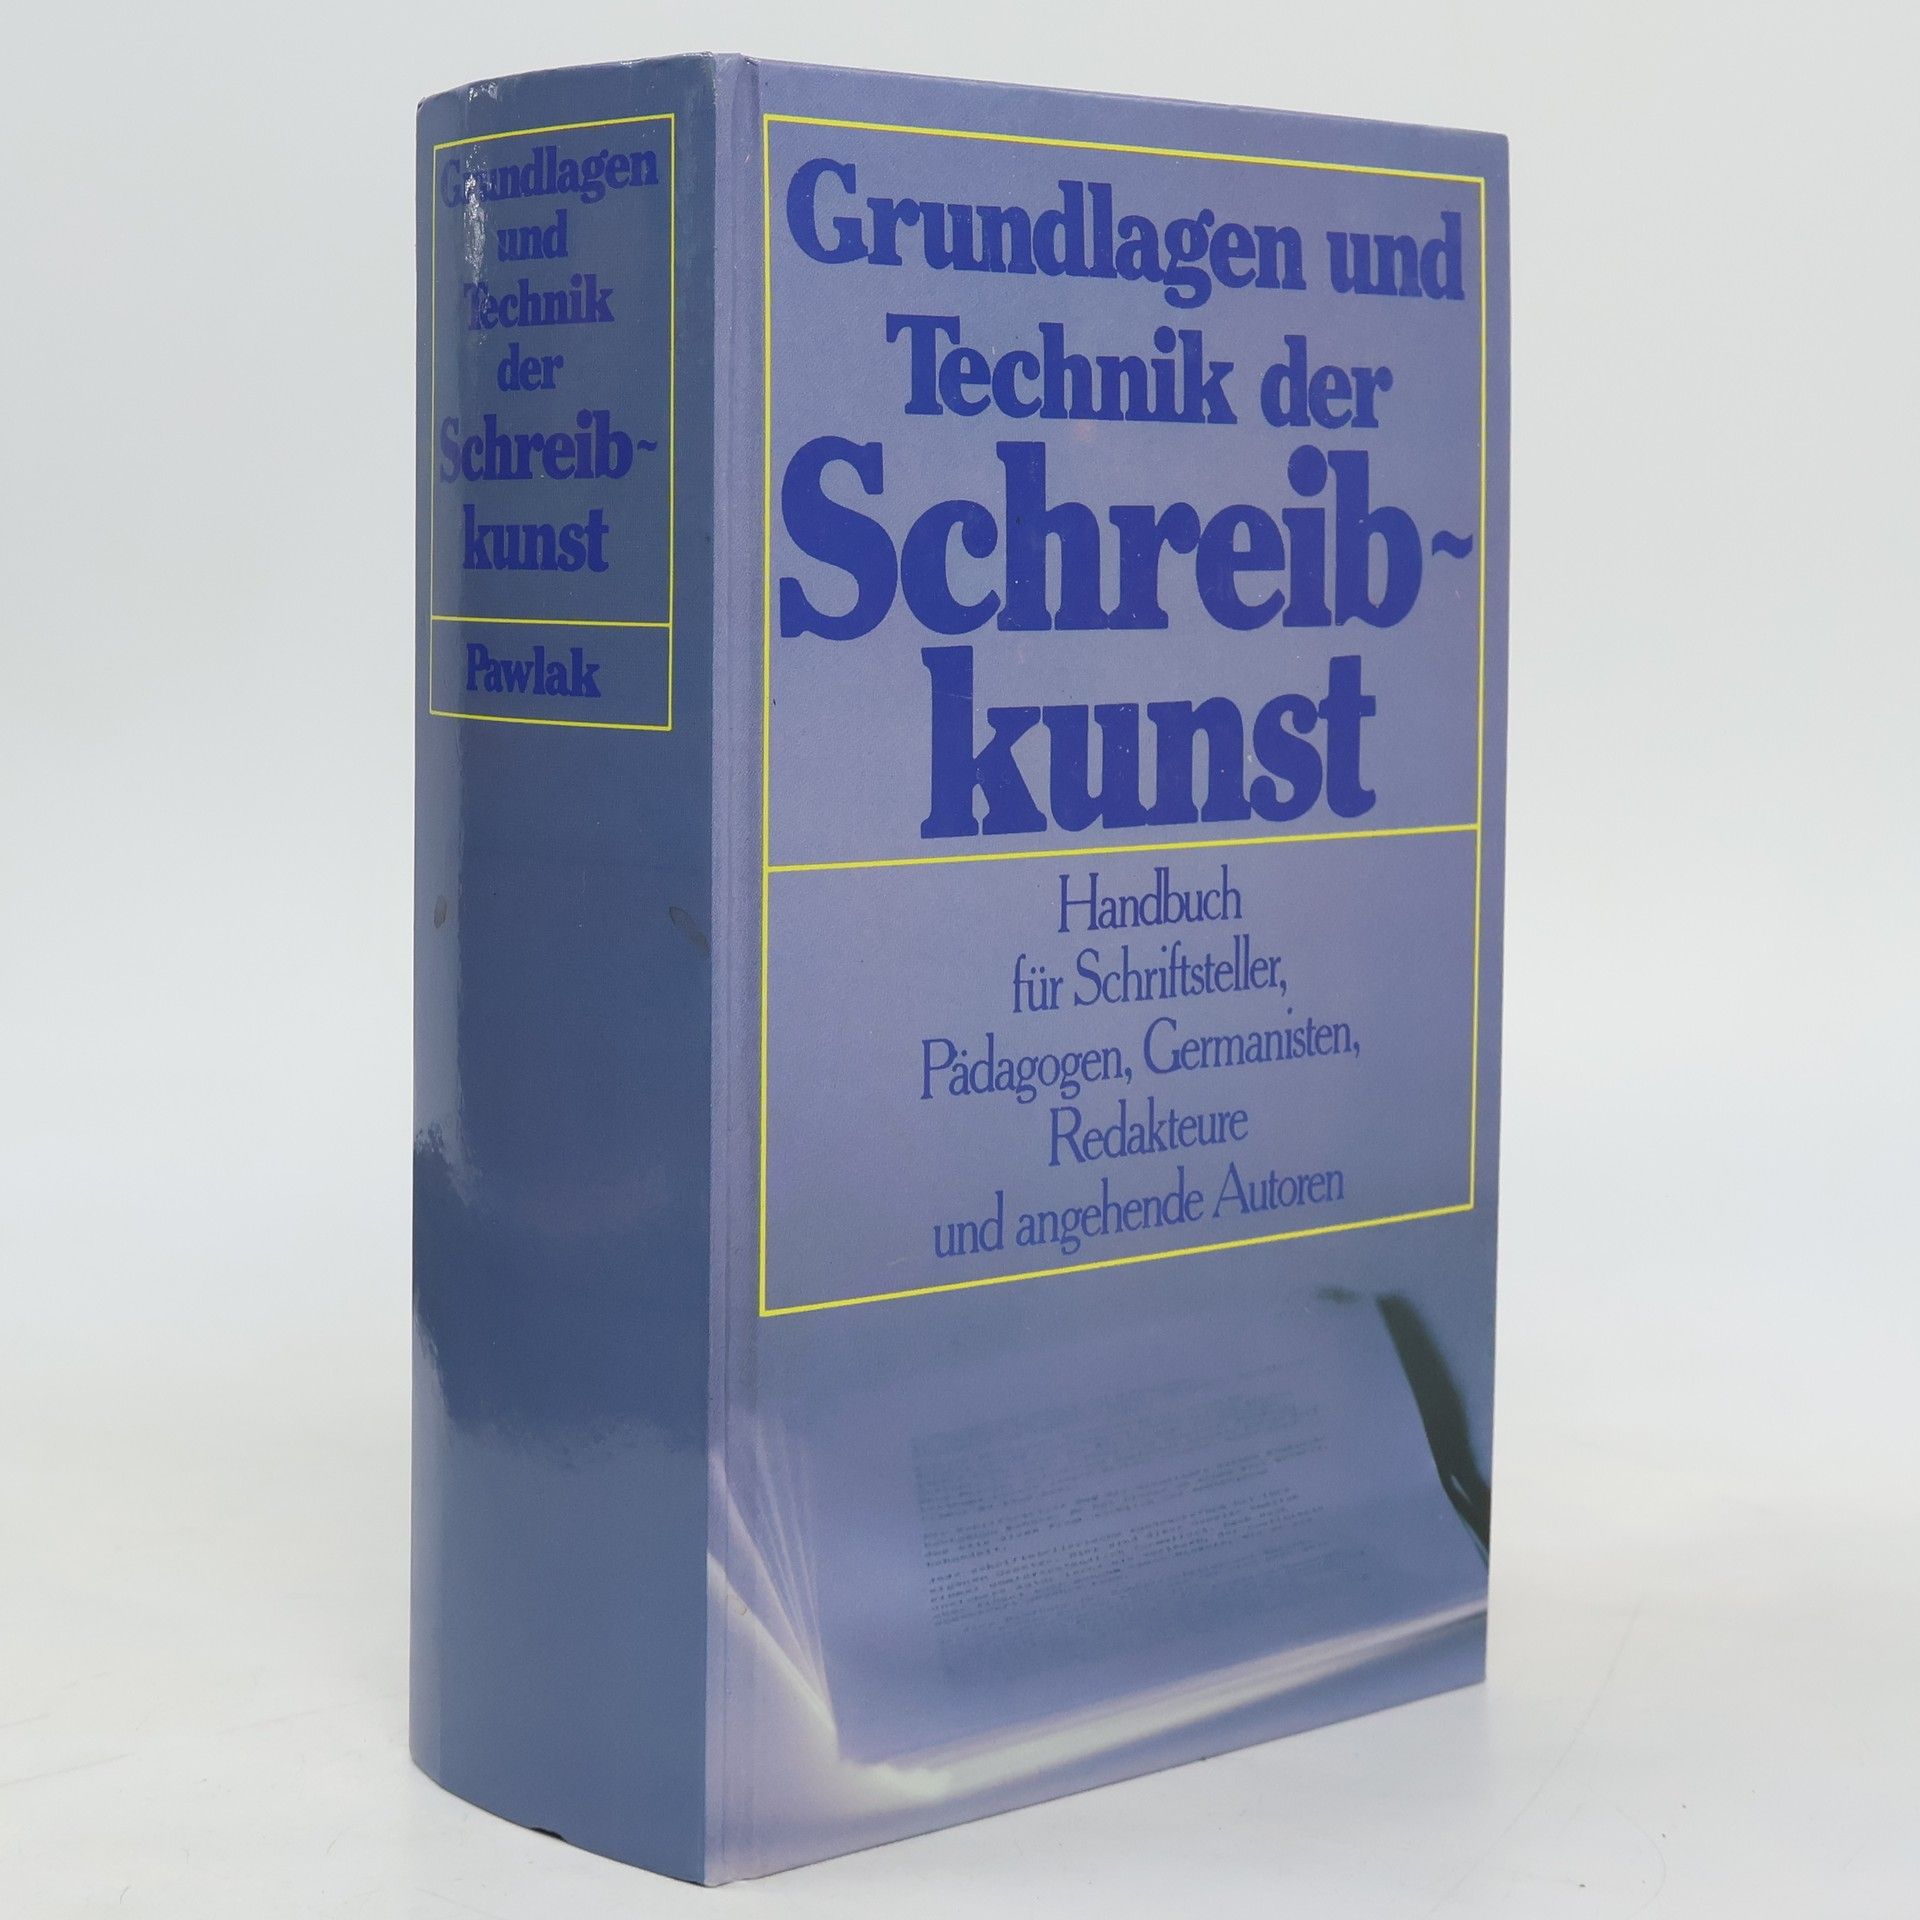 Grundlagen
und
Technik
der
Schreib-
kunst
Pawlak
Grundlagen und
Technik der
Schreib-
kunst
Handbuch
für Schriftsteller,
Pädagogen, Germanisten,
Redakteure
und angehende Autoren